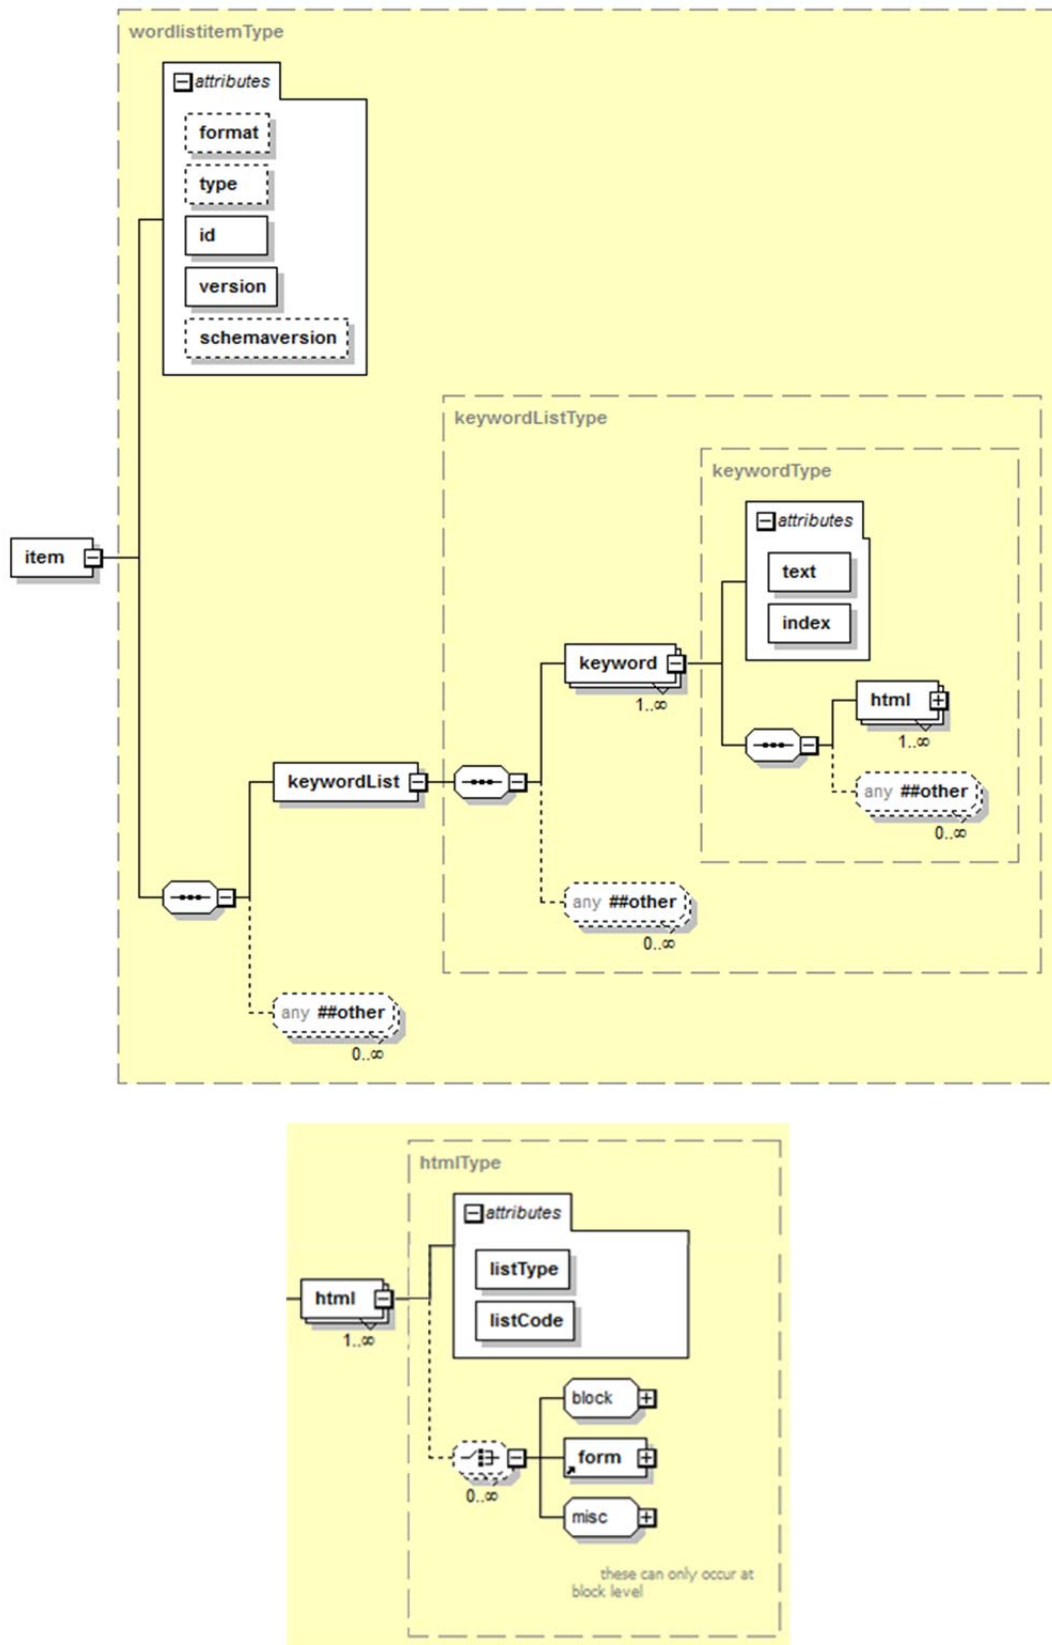 wordlistitemType
attributes
format
type
id
version
schemaversion
keywordListType
keywordType
attributes
text
index
item
keyword
1..∞
html
1..∞
keywordList
any ##other
0..∞
any ##other
0..∞
any ##other
0..∞
htmlType
attributes
listType
listCode
html
1..∞
block
form
0..∞
misc
these can only occur at
block level